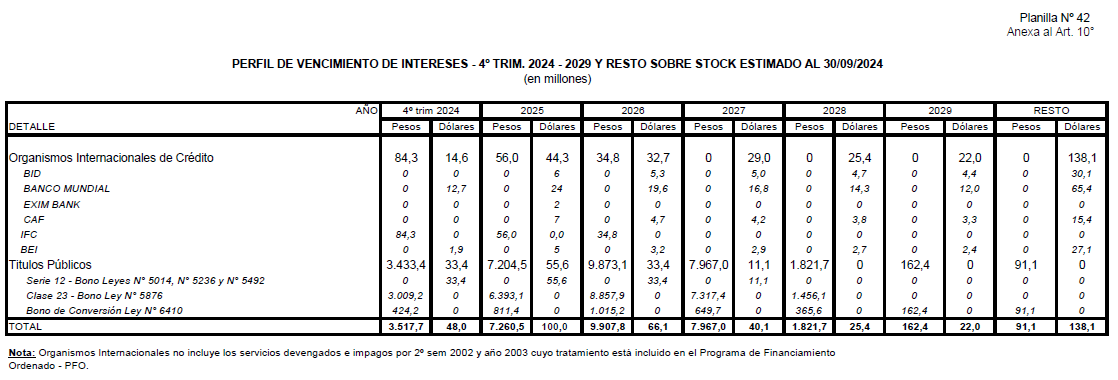 Planilla Nº 42
Anexa al Art. 10°
PERFIL DE VENCIMIENTO DE INTERESES - 4º TRIM. 2024 - 2029 Y RESTO SOBRE STOCK ESTIMADO AL 30/09/2024
(en millones)
AÑO 4º trim 2024 2025 2026 2027 2028 2029 RESTO
DETALLE Pesos Dólares Pesos Dólares Pesos Dólares Pesos Dólares Pesos Dólares Pesos Dólares Pesos Dólares
Organismos Internacionales de Crédito 84,3 14,6 56,0 44,3 34,8 32,7 0 29,0 0 25,4 0 22,0 0 138,1
BID 0 0 0 6 0 5,3 0 5,0 0 4,7 0 4,4 0 30,1
BANCO MUNDIAL 0 12,7 0 24 0 19,6 0 16,8 0 14,3 0 12,0 0 65,4
EXIM BANK 0 0 0 2 0 0 0 0 0 0 0 0 0 0
CAF 0 0 0 7 0 4,7 0 4,2 0 3,8 0 3,3 0 15,4
IFC 84,3 0 56,0 0,0 34,8 0 0 0 0 0 0 0 0 0
BEI 0 1,9 0 5 0 3,2 0 2,9 0 2,7 0 2,4 0 27,1
Titulos Públicos 3.433,4 33,4 7.204,5 55,6 9.873,1 33,4 7.967,0 11,1 1.821,7 0 162,4 0 91,1 0
Serie 12 - Bono Leyes N° 5014, N° 5236 y N° 5492 0 33,4 0 55,6 0 33,4 0 11,1 0 0 0 0 0 0
Clase 23 - Bono Ley N° 5876 3.009,2 0 6.393,1 0 8.857,9 0 7.317,4 0 1.456,1 0 0 0 0 0
Bono de Conversión Ley N° 6410 424,2 0 811,4 0 1.015,2 0 649,7 0 365,6 0 162,4 0 91,1 0
TOTAL 3.517,7 48,0 7.260,5 100,0 9.907,8 66,1 7.967,0 40,1 1.821,7 25,4 162,4 22,0 91,1 138,1
Nota: Organismos Internacionales no incluye los servicios devengados e impagos por 2º sem 2002 y año 2003 cuyo tratamiento está incluido en el Programa de Financiamiento
Ordenado - PFO.